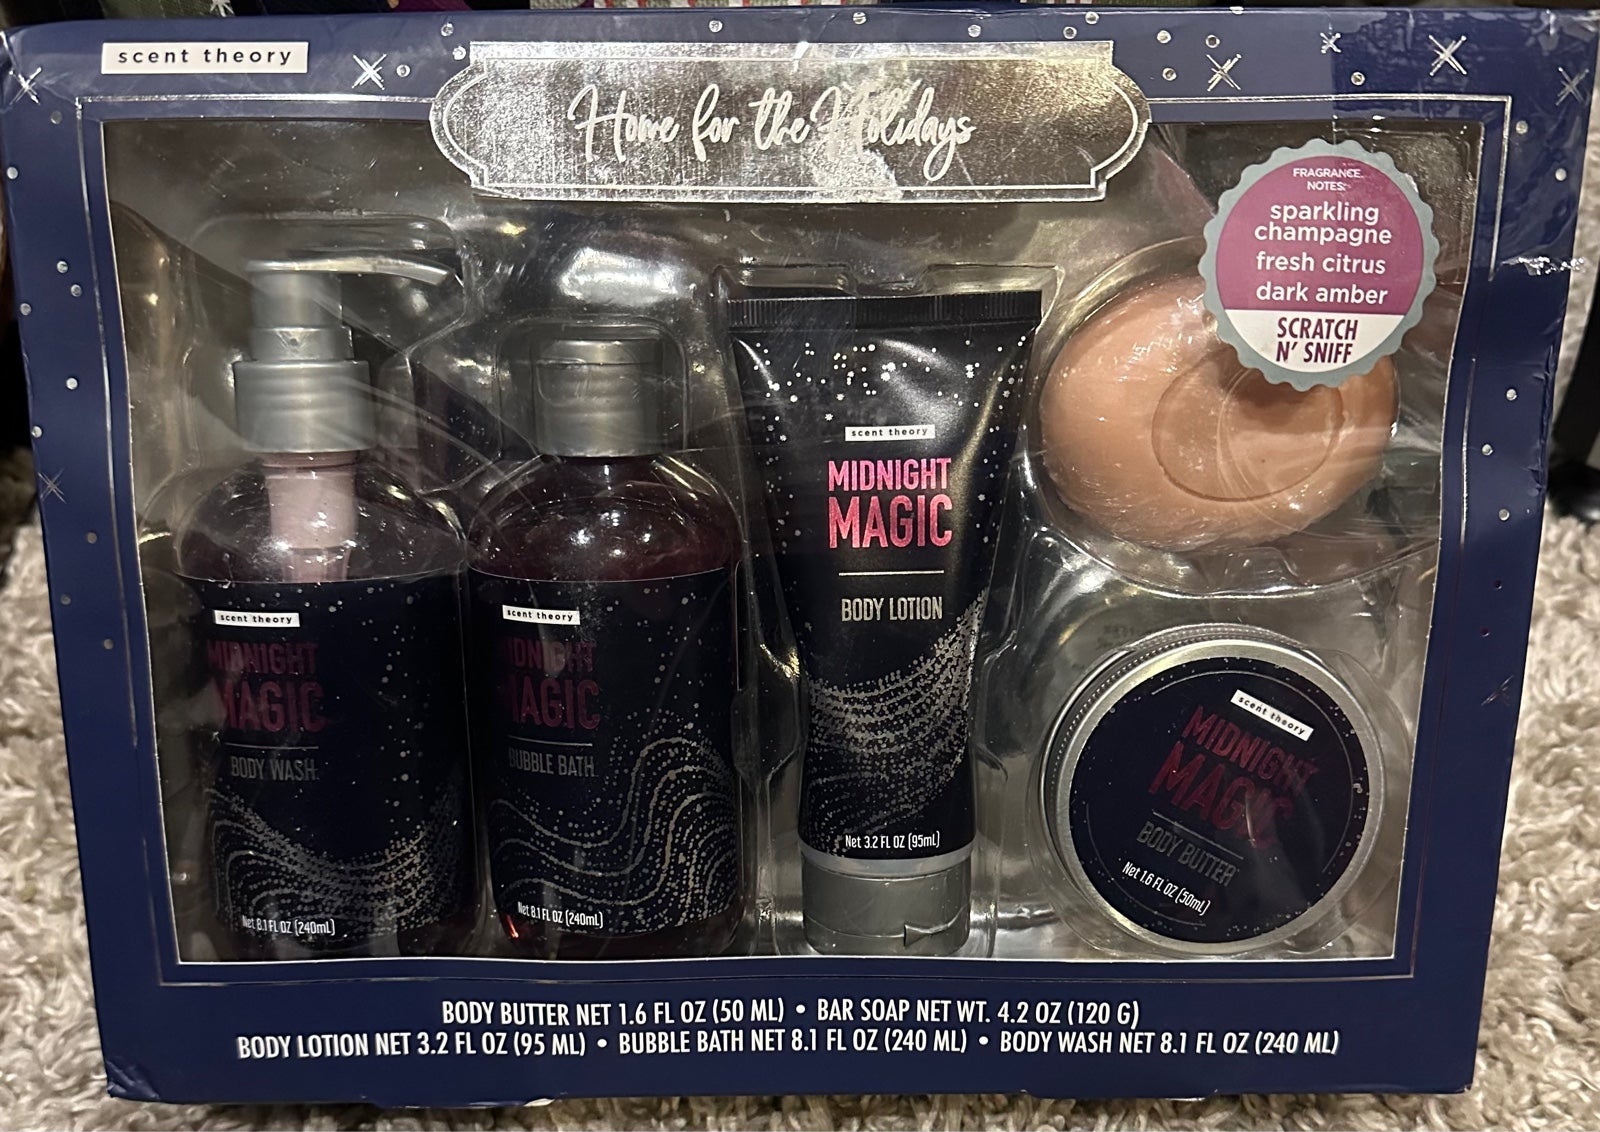 scent theory
Home for the Holidays
FRAGRANCE
NOTES:
sparkling
champagne
fresh citrus
dark amber
SCRATCH
N' SNIFF
scent theory
MIDNIGHT
MAGIC
BODY WASH
Net 8.1 FL OZ (240mL)
scent theory
MIDNIGHT
MAGIC
BUBBLE BATH
Net 8.1 FL OZ (240mL)
scent theory
MIDNIGHT
MAGIC
BODY LOTION
Net 3.2 FL OZ (95mL)
scent theory
MIDNIGHT
MAGIC
BODY BUTTER
Net 1.6 FL OZ (50mL)
BODY BUTTER NET 1.6 FL OZ (50 ML) • BAR SOAP NET WT. 4.2 OZ (120 G)
BODY LOTION NET 3.2 FL OZ (95 ML) • BUBBLE BATH NET 8.1 FL OZ (240 ML) • BODY WASH NET 8.1 FL OZ (240 ML)